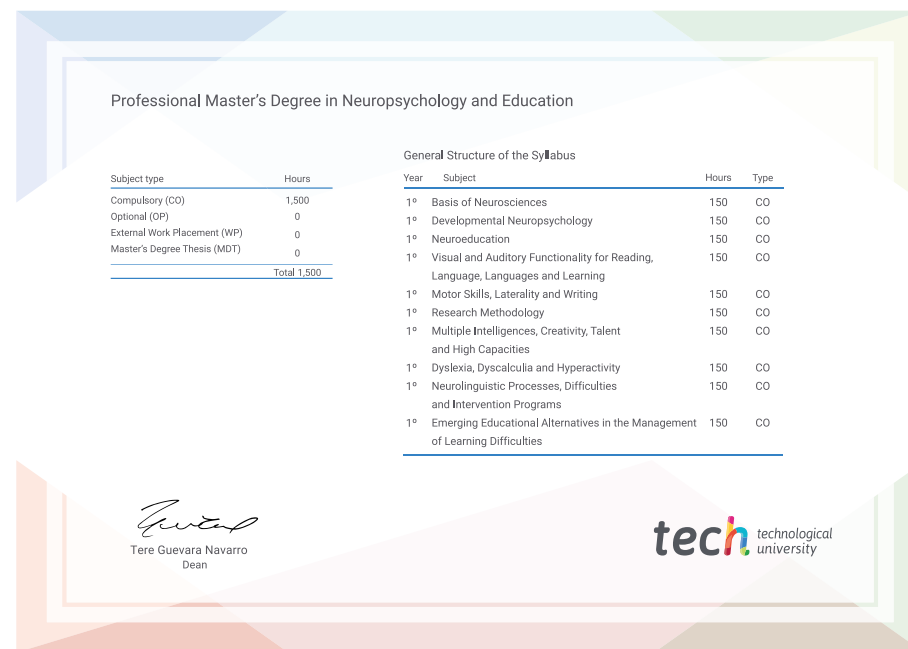 Professional Master's Degree in Neuropsychology and Education
Subject type Hours
Compulsory (CO) 1,500
Optional (OP) 0
External Work Placement (WP) 0
Master's Degree Thesis (MDT) 0
Total 1,500
General Structure of the Syllabus
Year Subject Hours Type
1º Basis of Neurosciences 150 CO
1º Developmental Neuropsychology 150 CO
1º Neuroeducation 150 CO
1º Visual and Auditory Functionality for Reading, 150 CO
Language, Languages and Learning
1º Motor Skills, Laterality and Writing 150 CO
1º Research Methodology 150 CO
1º Multiple Intelligences, Creativity, Talent 150 CO
and High Capacities
1º Dyslexia, Dyscalculia and Hyperactivity 150 CO
1º Neurolinguistic Processes, Difficulties 150 CO
and Intervention Programs
1º Emerging Educational Alternatives in the Management 150 CO
of Learning Difficulties
Tere Guevara Navarro
Dean
tech technological
university